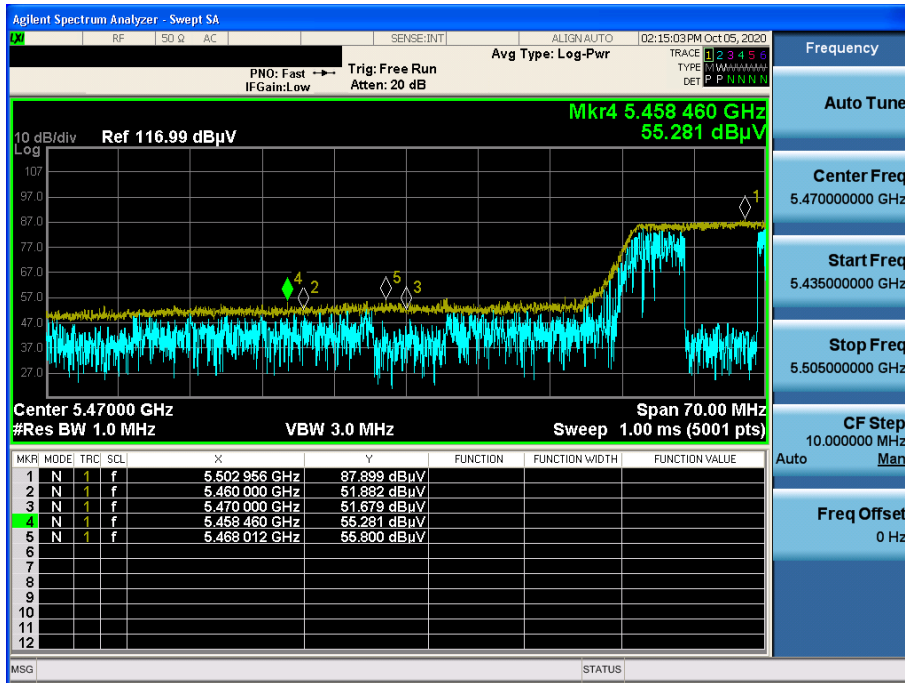 Agilent Spectrum Analyzer - Swept SA
LXI RF 50 Ω AC SENSE:INT ALIGN AUTO 02:15:03 PM Oct 05, 2020
PNO: Fast
IFGain:Low
Trig: Free Run
Atten: 20 dB
Avg Type: Log-Pwr
TRACE 1 2 3 4 5 6
TYPE M W W W W W
DET P P N N N N
Mkr4 5.458 460 GHz
55.281 dBµV
10 dB/div Ref 116.99 dBµV
Log
107
97.0
87.0
77.0
67.0
57.0
47.0
37.0
27.0
1
4 2 5 3
Center 5.47000 GHz Span 70.00 MHz
#Res BW 1.0 MHz VBW 3.0 MHz Sweep 1.00 ms (5001 pts)
MKR MODE TRC SCL X Y FUNCTION FUNCTION WIDTH FUNCTION VALUE
1 N 1 f 5.502 956 GHz 87.899 dBµV
2 N 1 f 5.460 000 GHz 51.882 dBµV
3 N 1 f 5.470 000 GHz 51.679 dBµV
4 N 1 f 5.458 460 GHz 55.281 dBµV
5 N 1 f 5.468 012 GHz 55.800 dBµV
6
7
8
9
10
11
12
MSG STATUS
Frequency
Auto Tune
Center Freq
5.470000000 GHz
Start Freq
5.435000000 GHz
Stop Freq
5.505000000 GHz
CF Step
10.000000 MHz
Auto Man
Freq Offset
0 Hz